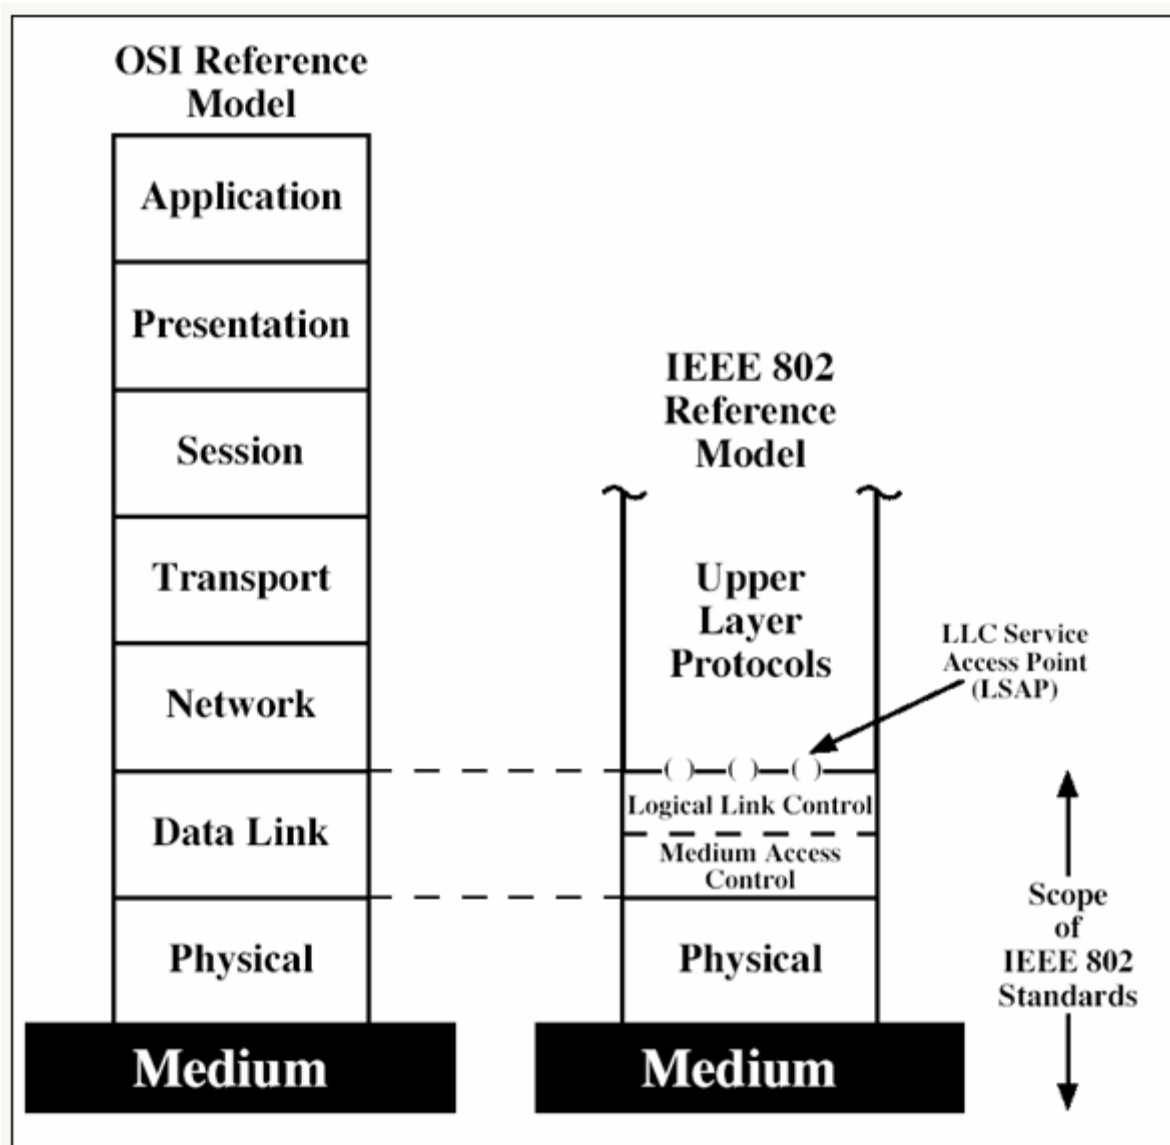 OSI Reference
Model
Application
Presentation
Session
Transport
Network
Data Link
Physical
Medium
IEEE 802
Reference
Model
Upper
Layer
Protocols
LLC Service
Access Point
(LSAP)
Logical Link Control
Medium Access
Control
Physical
Medium
Scope
of
IEEE 802
Standards